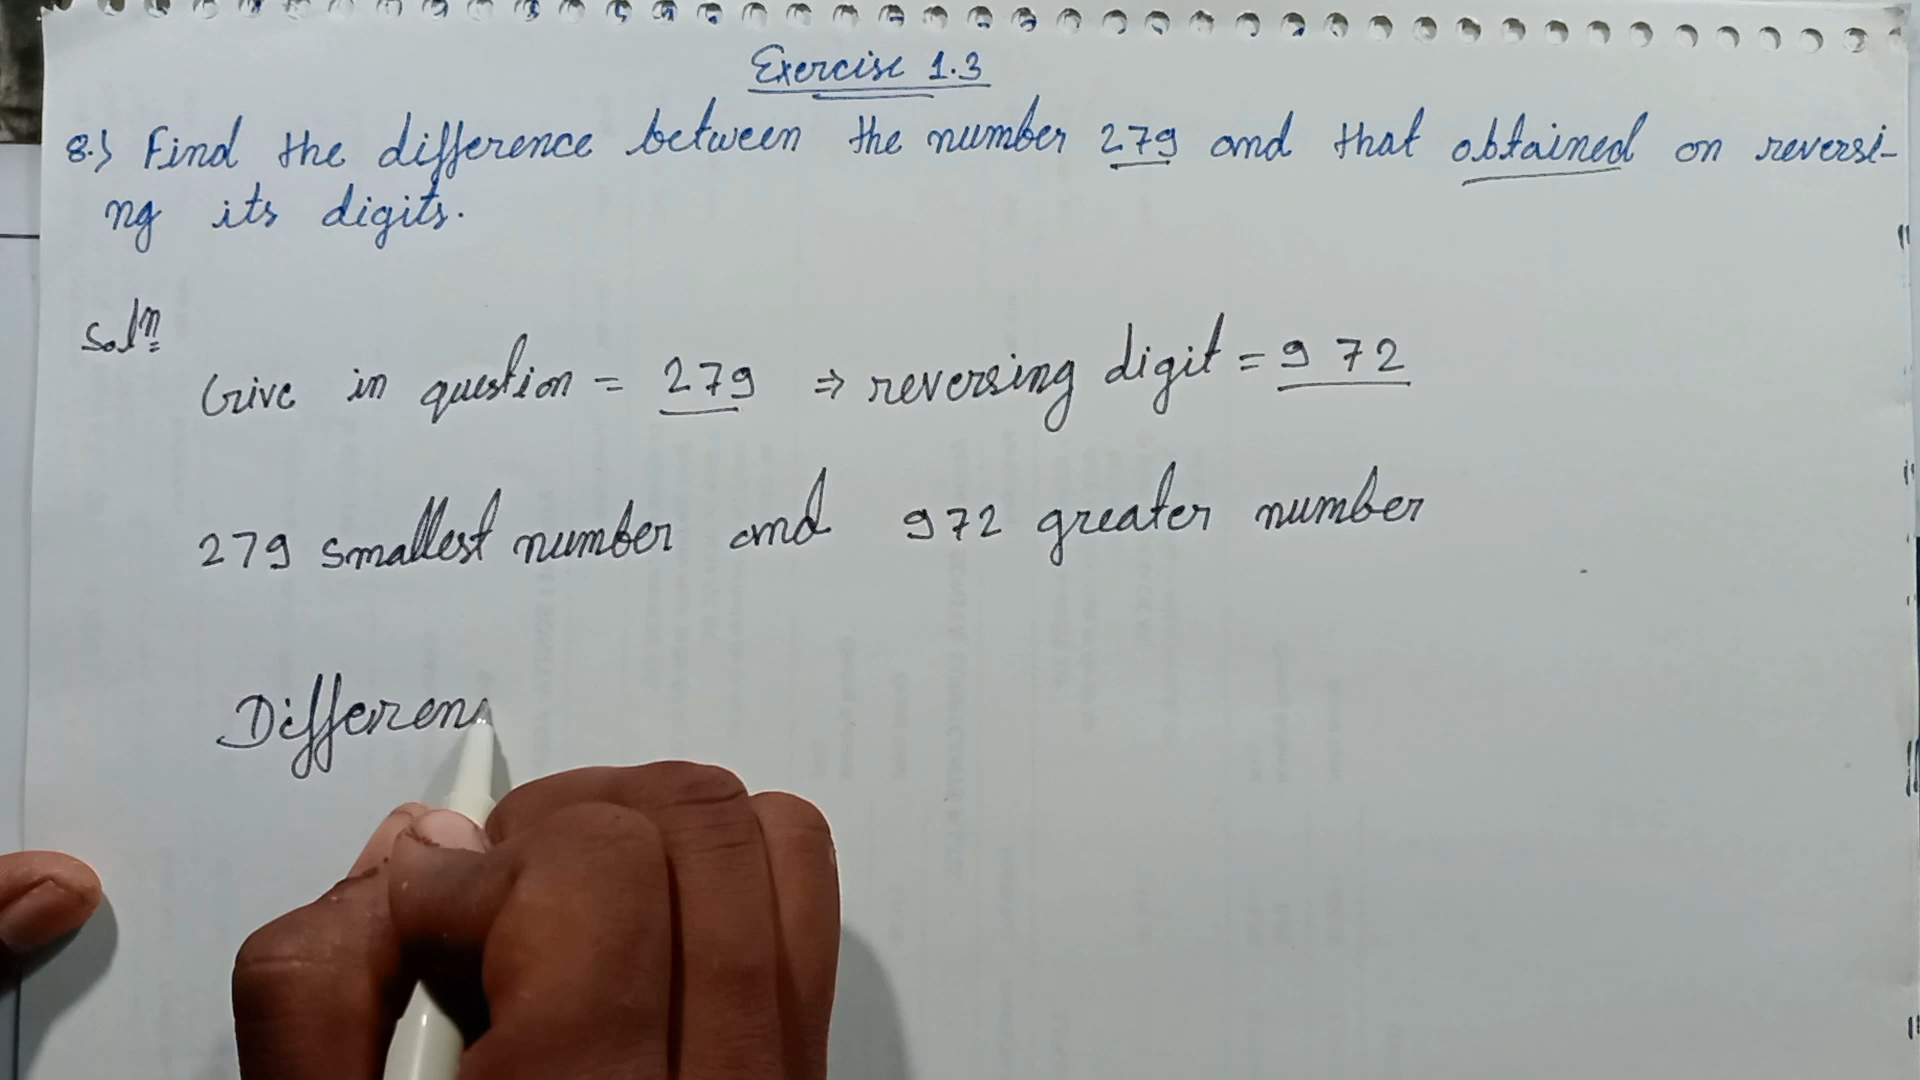 Exercise 1.3
8.) Find the difference between the number 279 and that obtained on reversi-
ng its digits.
Solⁿ
Give in question = 279 ⇒ reversing digit = 972
279 smallest number and 972 greater number
Differen